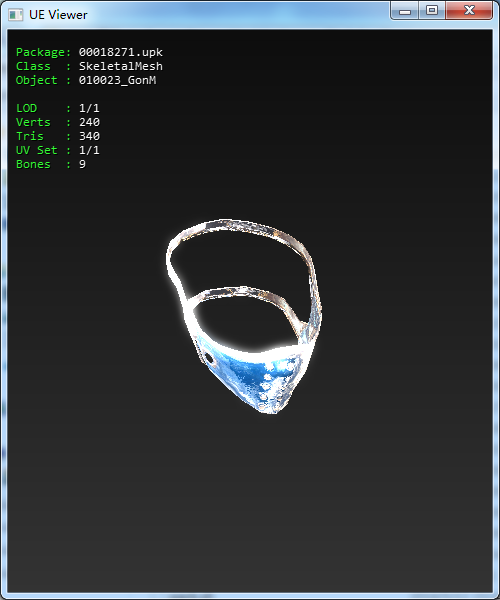 UE Viewer
Package: 00018271.upk
Class : SkeletalMesh
Object : 010023_GonM
LOD : 1/1
Verts : 240
Tris : 340
UV Set : 1/1
Bones : 9